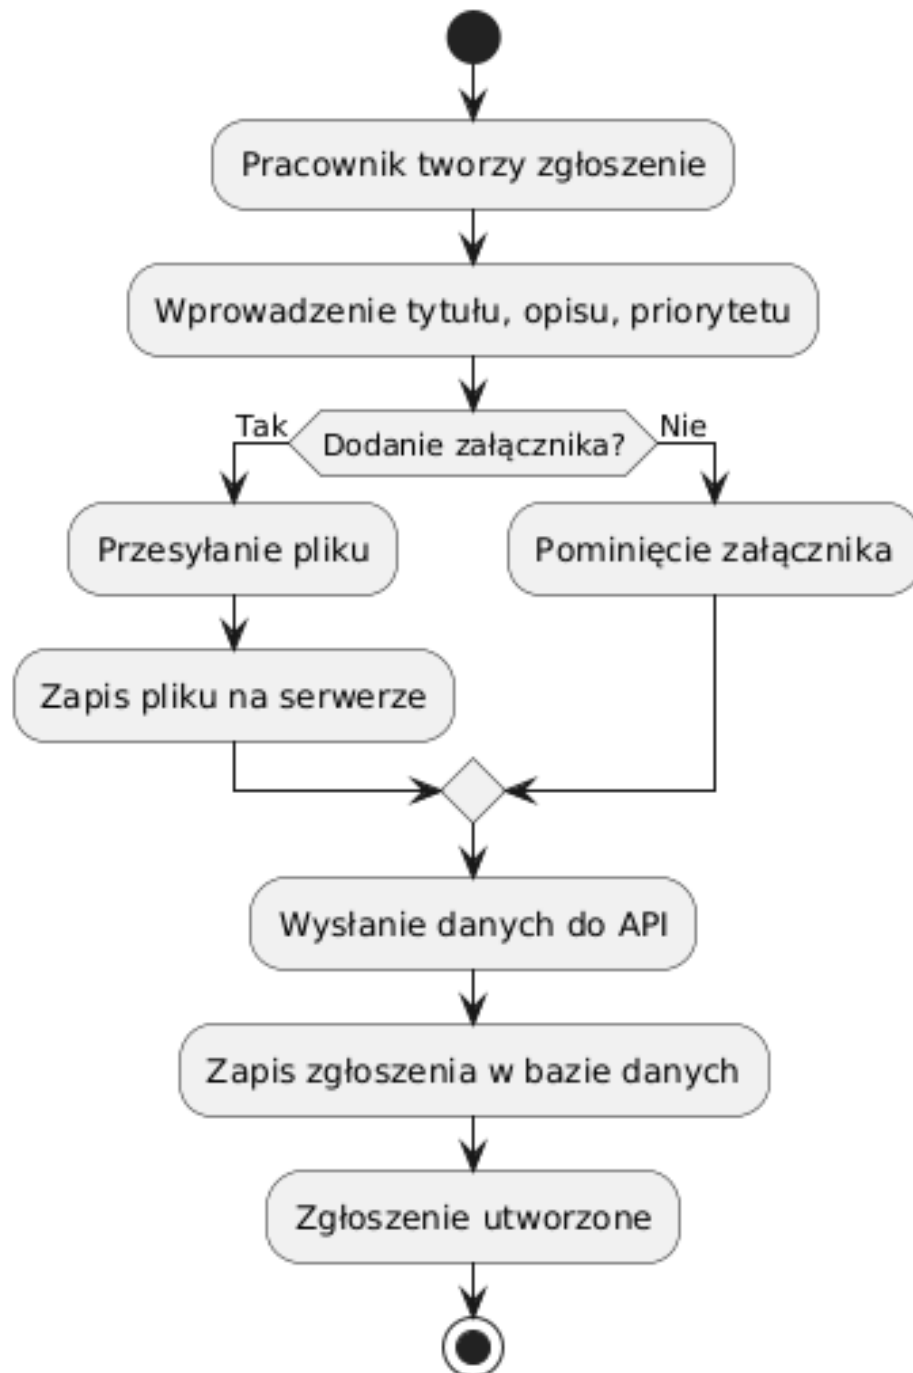 Pracownik tworzy zgłoszenie
Wprowadzenie tytułu, opisu, priorytetu
Tak
Dodanie załącznika?
Nie
Przesyłanie pliku
Pominięcie załącznika
Zapis pliku na serwerze
Wysłanie danych do API
Zapis zgłoszenia w bazie danych
Zgłoszenie utworzone